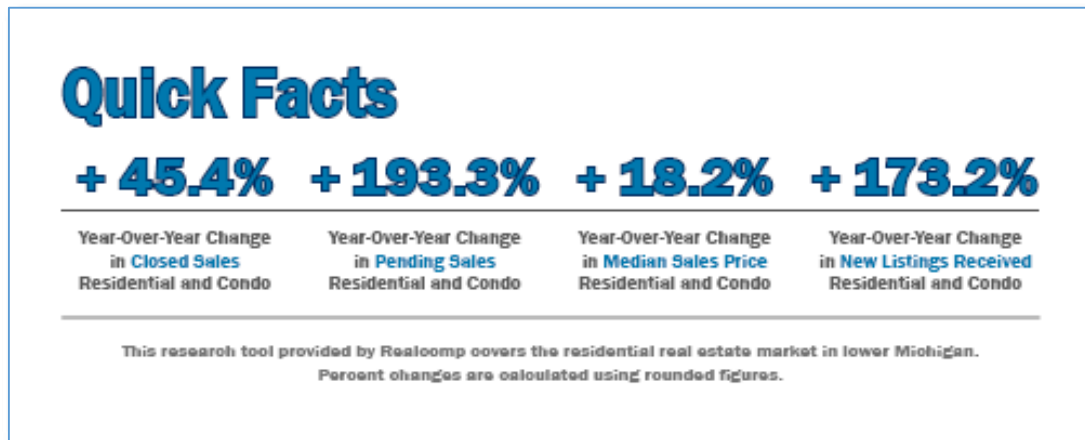 Quick Facts
+ 45.4% + 193.3% + 18.2% + 173.2%
Year-Over-Year Change in Closed Sales Residential and Condo
Year-Over-Year Change in Pending Sales Residential and Condo
Year-Over-Year Change in Median Sales Price Residential and Condo
Year-Over-Year Change in New Listings Received Residential and Condo
This research tool provided by Realcomp covers the residential real estate market in lower Michigan.
Percent changes are calculated using rounded figures.